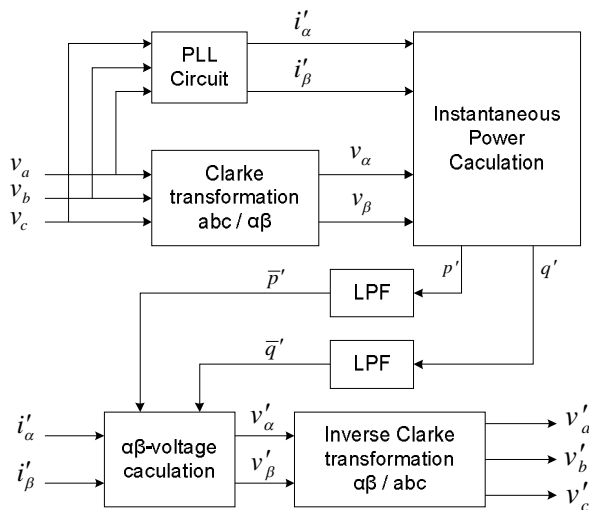 PLL
Circuit
i′α
i′β
Instantaneous
Power
Caculation
va
vb
vc
Clarke
transformation
abc / αβ
vα
vβ
p′
q′
p̅′
LPF
q̅′
LPF
i′α
i′β
αβ-voltage
caculation
v′α
v′β
Inverse Clarke
transformation
αβ / abc
v′a
v′b
v′c